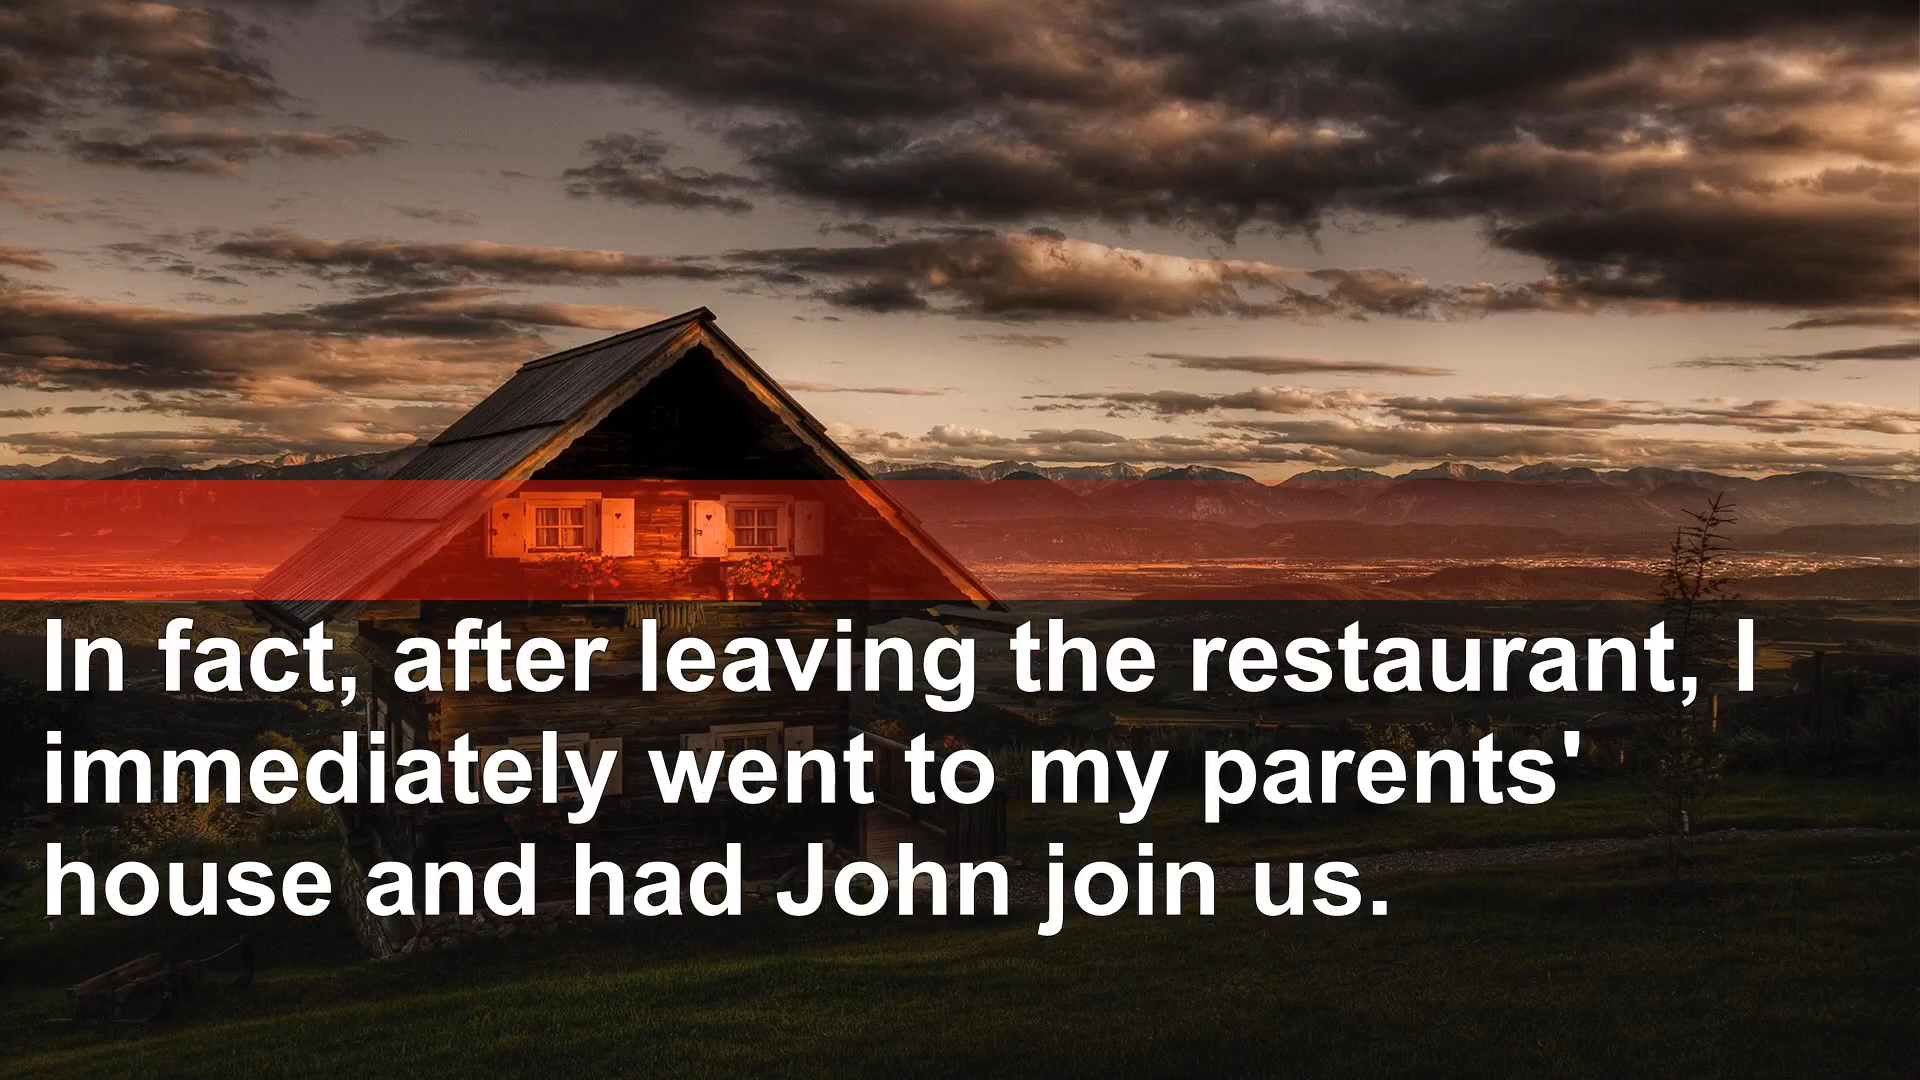 In fact, after leaving the restaurant, I
immediately went to my parents'
house and had John join us.